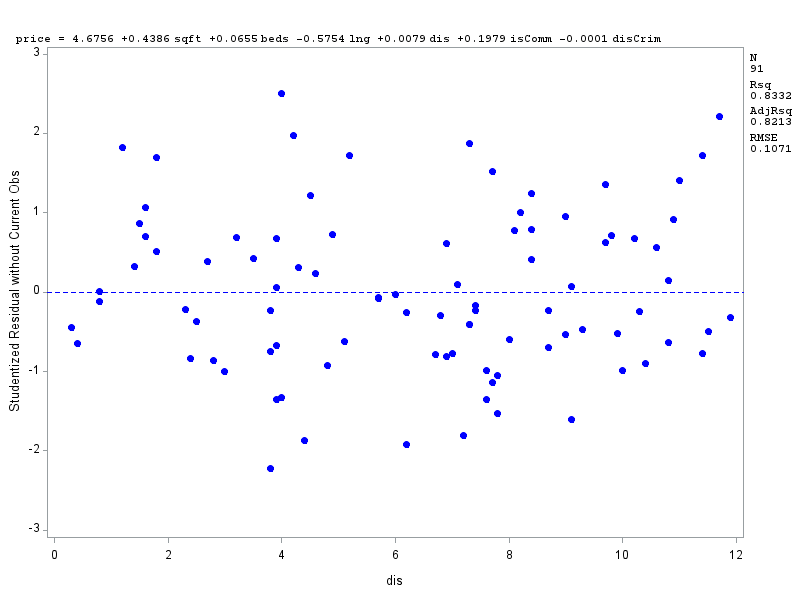 price = 4.6756 +0.4386 sqft +0.0655 beds -0.5754 lng +0.0079 dis +0.1979 isComm -0.0001 disCrim
N
91
Rsq
0.8332
AdjRsq
0.8213
RMSE
0.1071
Studentized Residual without Current Obs
3
2
1
0
-1
-2
-3
0 2 4 6 8 10 12
dis